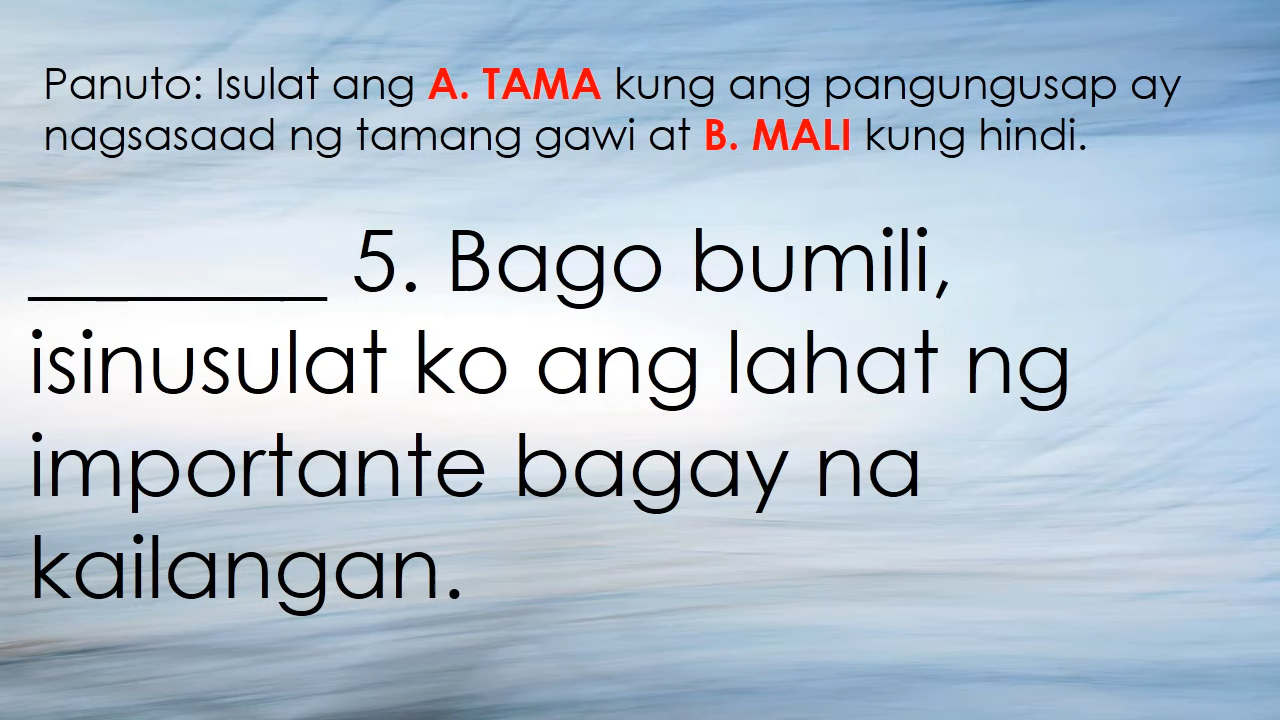 Panuto: Isulat ang A. TAMA kung ang pangungusap ay
nagsasaad ng tamang gawi at B. MALI kung hindi.
_______ 5. Bago bumili,
isinusulat ko ang lahat ng
importante bagay na
kailangan.